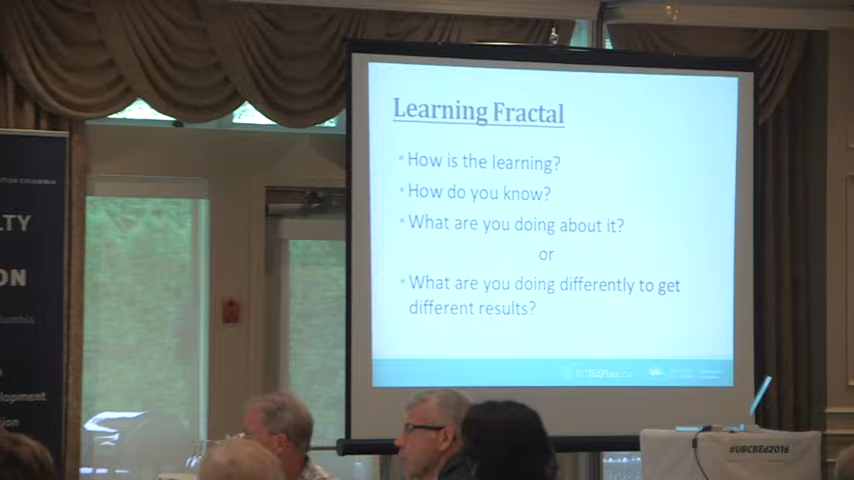 Learning Fractal
How is the learning?
How do you know?
What are you doing about it?
or
What are you doing differently to get
different results?
BCEdPlan
#UBCBEd2016
LTY
ON
lopment